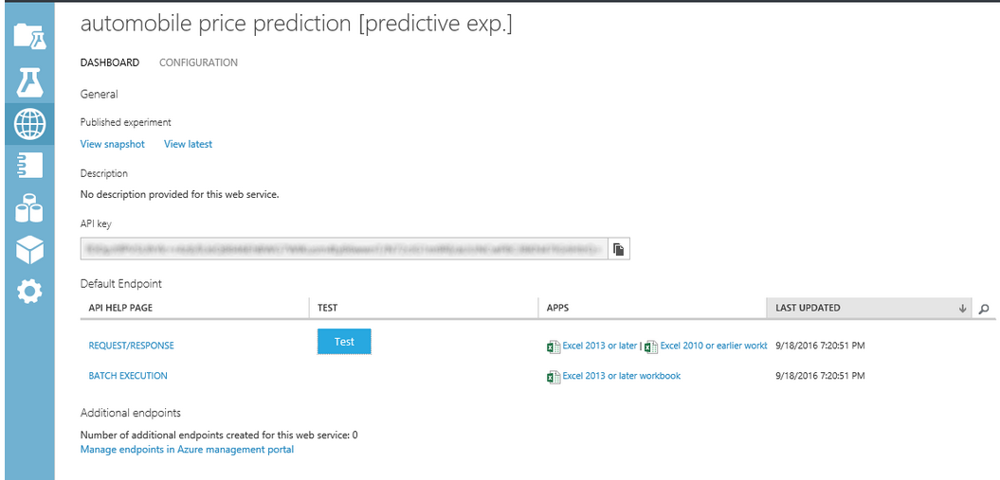 automobile price prediction [predictive exp.]
DASHBOARD CONFIGURATION
General
Published experiment
View snapshot View latest
Description
No description provided for this web service.
API key
Default Endpoint
API HELP PAGE TEST APPS LAST UPDATED
REQUEST/RESPONSE Test Excel 2013 or later | Excel 2010 or earlier workb 9/18/2016 7:20:51 PM
BATCH EXECUTION Excel 2013 or later workbook 9/18/2016 7:20:51 PM
Additional endpoints
Number of additional endpoints created for this web service: 0
Manage endpoints in Azure management portal